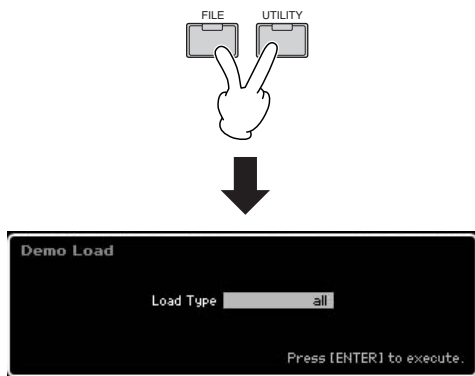 FILE UTILITY
Demo Load
Load Type all
Press [ENTER] to execute.